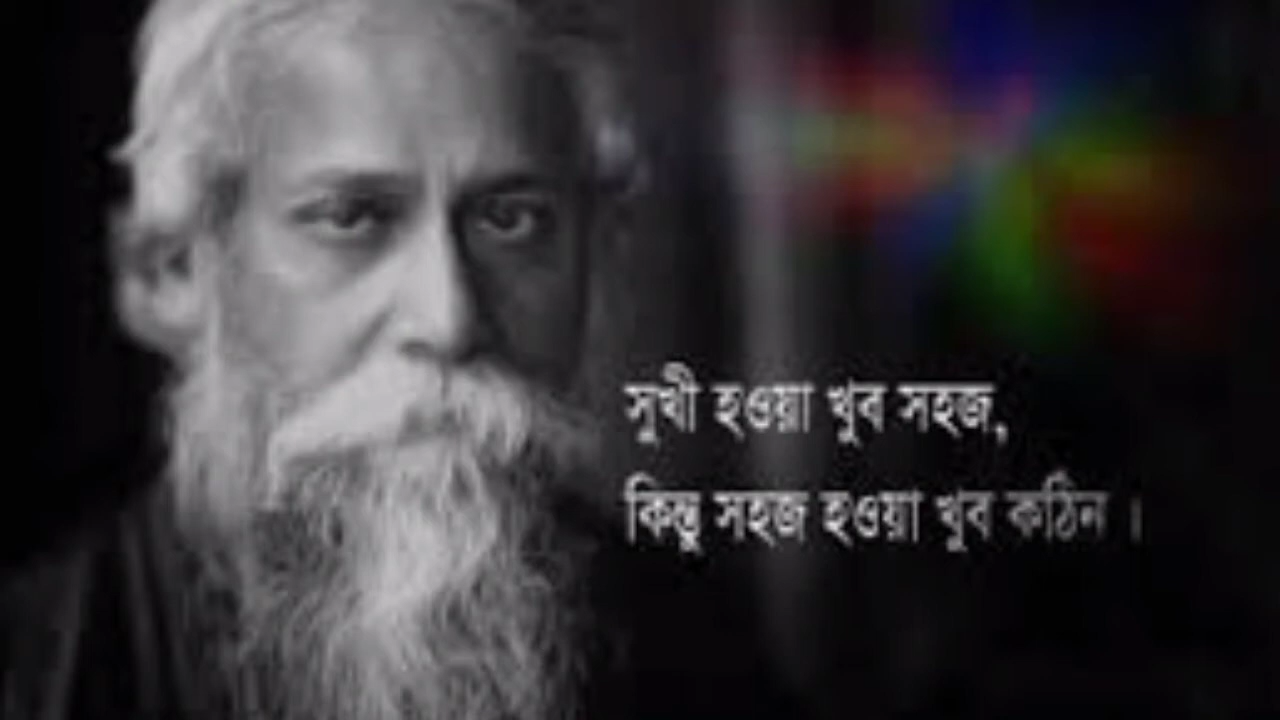 সুখী হওয়া খুব সহজ,
কিন্তু সহজ হওয়া খুব কঠিন ।